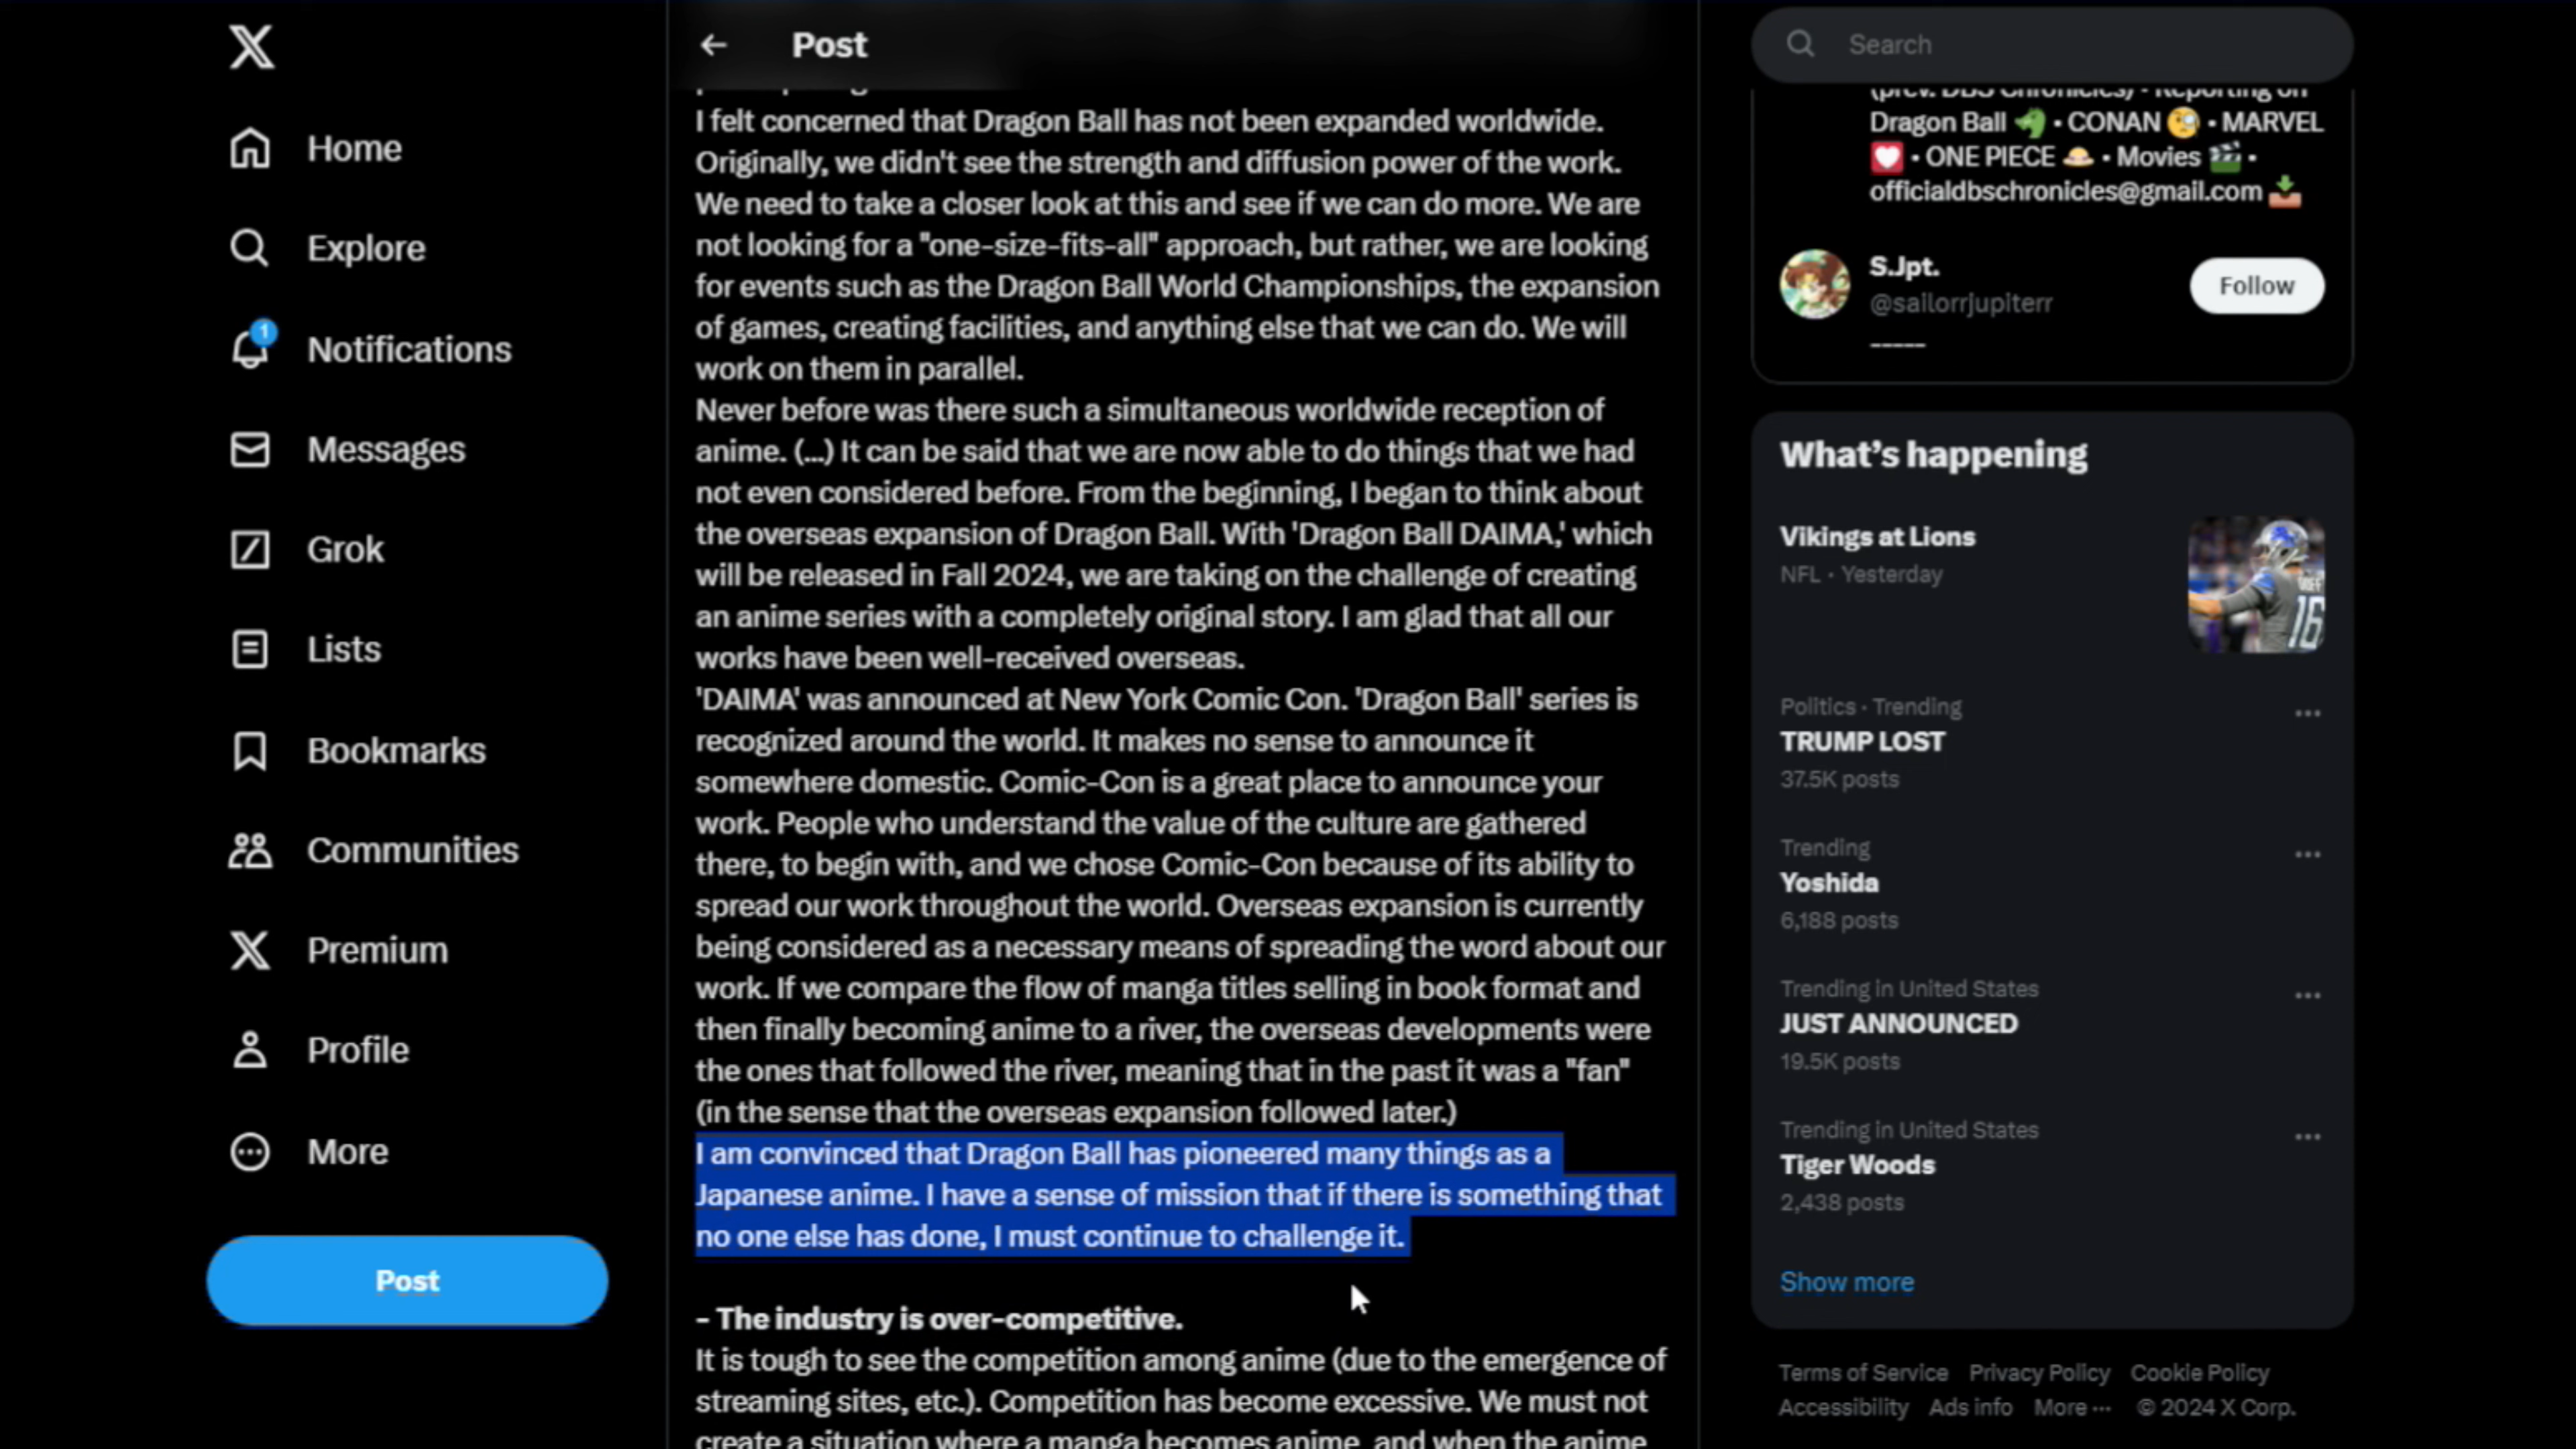 Home
Explore
1
Notifications
Messages
Grok
Lists
Bookmarks
Communities
Premium
Profile
More
Post
Post
I felt concerned that Dragon Ball has not been expanded worldwide.
Originally, we didn't see the strength and diffusion power of the work.
We need to take a closer look at this and see if we can do more. We are
not looking for a "one-size-fits-all" approach, but rather, we are looking
for events such as the Dragon Ball World Championships, the expansion
of games, creating facilities, and anything else that we can do. We will
work on them in parallel.
Never before was there such a simultaneous worldwide reception of
anime. (...) It can be said that we are now able to do things that we had
not even considered before. From the beginning, I began to think about
the overseas expansion of Dragon Ball. With 'Dragon Ball DAIMA,' which
will be released in Fall 2024, we are taking on the challenge of creating
an anime series with a completely original story. I am glad that all our
works have been well-received overseas.
'DAIMA' was announced at New York Comic Con. 'Dragon Ball' series is
recognized around the world. It makes no sense to announce it
somewhere domestic. Comic-Con is a great place to announce your
work. People who understand the value of the culture are gathered
there, to begin with, and we chose Comic-Con because of its ability to
spread our work throughout the world. Overseas expansion is currently
being considered as a necessary means of spreading the word about our
work. If we compare the flow of manga titles selling in book format and
then finally becoming anime to a river, the overseas developments were
the ones that followed the river, meaning that in the past it was a "fan"
(in the sense that the overseas expansion followed later.)
I am convinced that Dragon Ball has pioneered many things as a
Japanese anime. I have a sense of mission that if there is something that
no one else has done, I must continue to challenge it.
- The industry is over-competitive.
It is tough to see the competition among anime (due to the emergence of
streaming sites, etc.). Competition has become excessive. We must not
create a situation where a manga becomes anime, and when the anime
Search
(prev. DBS Chronicles) • Reporting on
Dragon Ball 🐉 • CONAN 🧐 • MARVEL
💟 • ONE PIECE 👒 • Movies 🎬 •
officialdbschronicles@gmail.com 📥
S.Jpt.
@sailorrjupiterr
Follow
-----
What's happening
Vikings at Lions
NFL · Yesterday
16
Politics · Trending
TRUMP LOST
37.5K posts
Trending
Yoshida
6,188 posts
Trending in United States
JUST ANNOUNCED
19.5K posts
Trending in United States
Tiger Woods
2,438 posts
Show more
Terms of Service Privacy Policy Cookie Policy
Accessibility Ads info More ··· © 2024 X Corp.